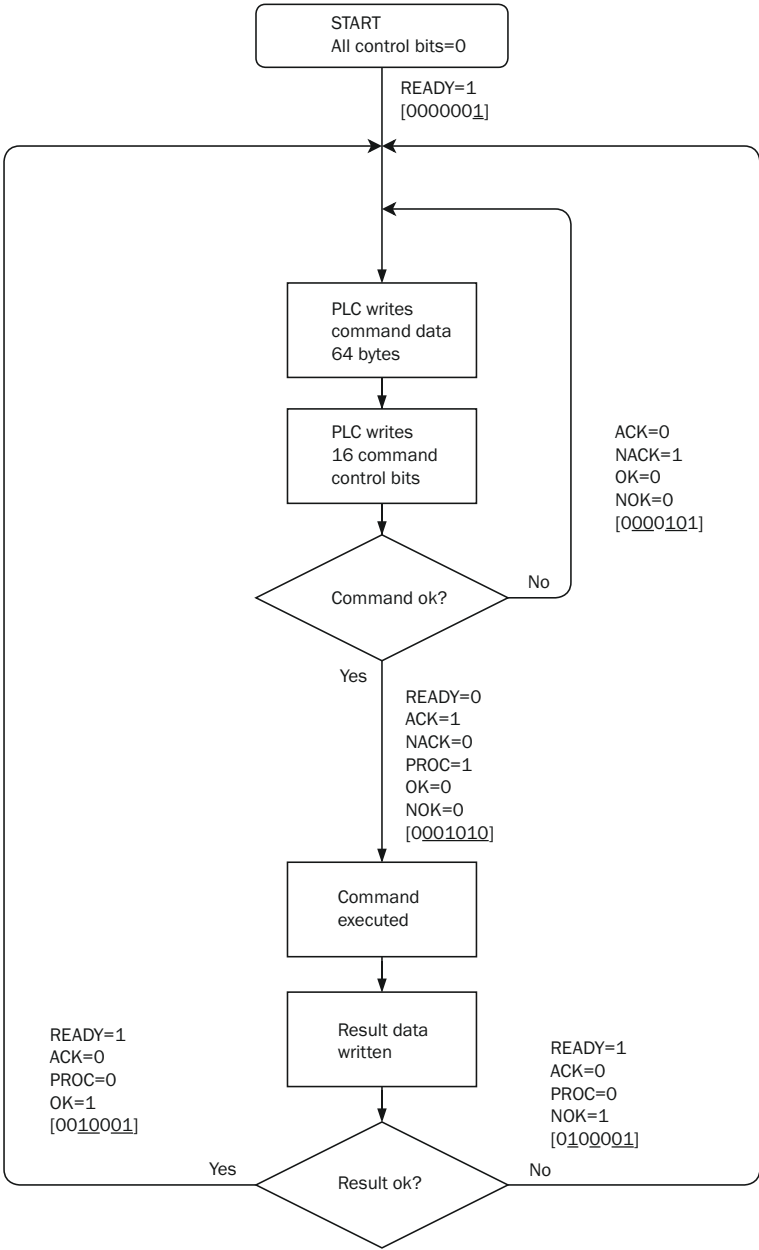 START
All control bits=0
READY=1
[0000001]
PLC writes
command data
64 bytes
PLC writes
16 command
control bits
ACK=0
NACK=1
OK=0
NOK=0
[0000101]
Command ok?
No
Yes
READY=0
ACK=1
NACK=0
PROC=1
OK=0
NOK=0
[0001010]
Command
executed
Result data
written
READY=1
ACK=0
PROC=0
OK=1
[0010001]
READY=1
ACK=0
PROC=0
NOK=1
[0100001]
Yes
Result ok?
No